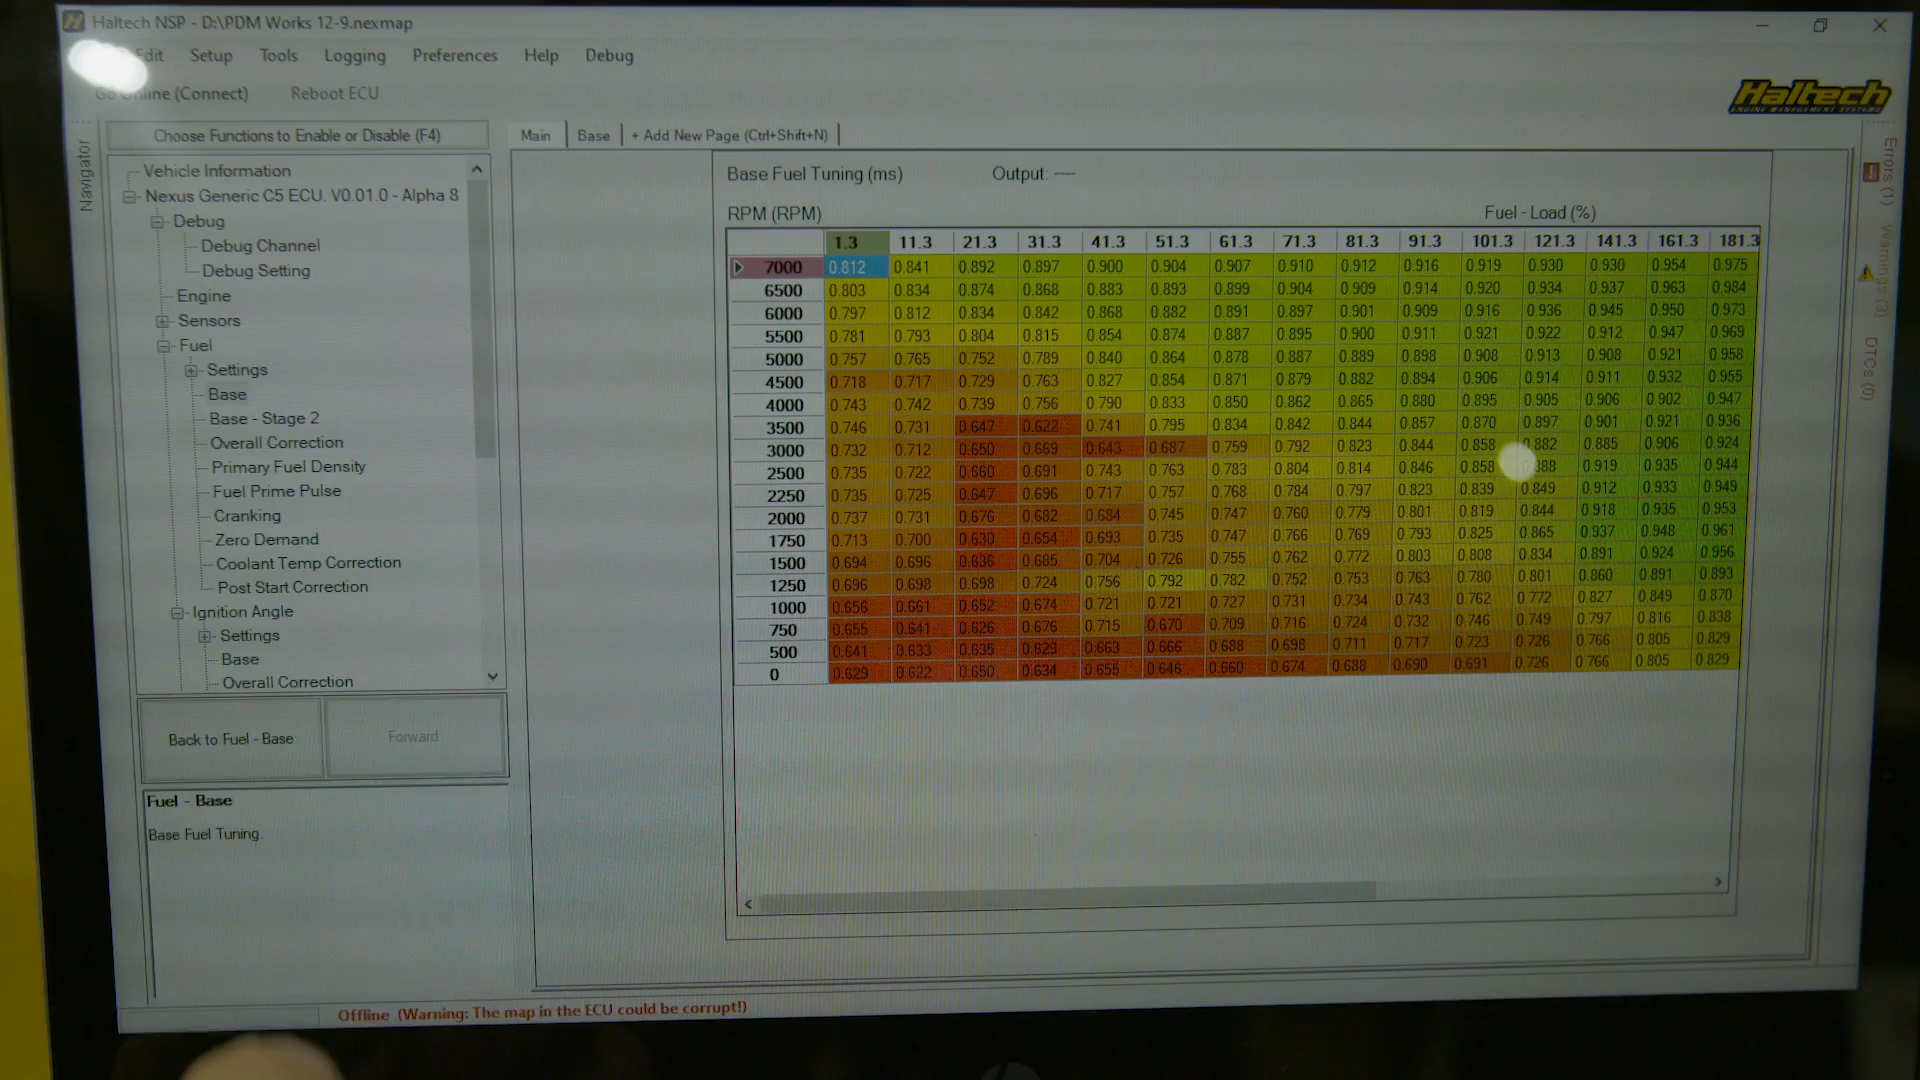 Haltech NSP - D:\PDM Works 12-9.nexmap
Edit Setup Tools Logging Preferences Help Debug
Go Online (Connect) Reboot ECU
Haltech
ENGINE MANAGEMENT SYSTEMS
Navigator
Choose Functions to Enable or Disable (F4)
Vehicle Information
Nexus Generic C5 ECU. V0.01.0 - Alpha 8
Debug
Debug Channel
Debug Setting
Engine
Sensors
Fuel
Settings
Base
Base - Stage 2
Overall Correction
Primary Fuel Density
Fuel Prime Pulse
Cranking
Zero Demand
Coolant Temp Correction
Post Start Correction
Ignition Angle
Settings
Base
Overall Correction
Back to Fuel - Base Forward
Fuel - Base
Base Fuel Tuning.
Main Base + Add New Page (Ctrl+Shift+N)
Base Fuel Tuning (ms) Output: ---
RPM (RPM) Fuel - Load (%)
1.3 11.3 21.3 31.3 41.3 51.3 61.3 71.3 81.3 91.3 101.3 121.3 141.3 161.3 181.3
7000 0.812 0.841 0.892 0.897 0.900 0.904 0.907 0.910 0.912 0.916 0.919 0.930 0.930 0.954 0.975
6500 0.803 0.834 0.874 0.868 0.883 0.893 0.899 0.904 0.909 0.914 0.920 0.934 0.937 0.963 0.984
6000 0.797 0.812 0.834 0.842 0.868 0.882 0.891 0.897 0.901 0.909 0.916 0.936 0.945 0.950 0.973
5500 0.781 0.793 0.804 0.815 0.854 0.874 0.887 0.895 0.900 0.911 0.921 0.922 0.912 0.947 0.969
5000 0.757 0.765 0.752 0.789 0.840 0.864 0.878 0.887 0.889 0.898 0.908 0.913 0.908 0.921 0.958
4500 0.718 0.717 0.729 0.763 0.827 0.854 0.871 0.879 0.882 0.894 0.906 0.914 0.911 0.932 0.955
4000 0.743 0.742 0.739 0.756 0.790 0.833 0.850 0.862 0.865 0.880 0.895 0.905 0.906 0.902 0.947
3500 0.746 0.731 0.647 0.622 0.741 0.795 0.834 0.842 0.844 0.857 0.870 0.897 0.901 0.921 0.936
3000 0.732 0.712 0.650 0.669 0.643 0.687 0.759 0.792 0.823 0.844 0.858 0.882 0.885 0.906 0.924
2500 0.735 0.722 0.660 0.691 0.743 0.763 0.783 0.804 0.814 0.846 0.858 0.919 0.935 0.944
2250 0.735 0.725 0.647 0.696 0.717 0.757 0.768 0.784 0.797 0.823 0.839 0.849 0.912 0.933 0.949
2000 0.737 0.731 0.676 0.682 0.684 0.745 0.747 0.760 0.779 0.801 0.819 0.844 0.918 0.935 0.953
1750 0.713 0.700 0.630 0.654 0.693 0.735 0.747 0.766 0.769 0.793 0.825 0.865 0.937 0.948 0.961
1500 0.694 0.696 0.636 0.685 0.704 0.726 0.755 0.762 0.772 0.803 0.808 0.834 0.891 0.924 0.956
1250 0.696 0.698 0.698 0.724 0.756 0.792 0.782 0.752 0.753 0.763 0.780 0.801 0.860 0.891 0.893
1000 0.656 0.661 0.652 0.674 0.721 0.721 0.727 0.731 0.734 0.743 0.762 0.772 0.827 0.849 0.870
750 0.655 0.641 0.626 0.676 0.715 0.670 0.709 0.716 0.724 0.732 0.746 0.749 0.797 0.816 0.838
500 0.641 0.633 0.635 0.629 0.663 0.666 0.688 0.698 0.711 0.717 0.723 0.726 0.766 0.805 0.829
0 0.629 0.622 0.650 0.634 0.655 0.646 0.660 0.674 0.688 0.690 0.691 0.726 0.766 0.805 0.829
Errors (1)
Warnings (3)
DTCs (0)
Offline (Warning: The map in the ECU could be corrupt!)